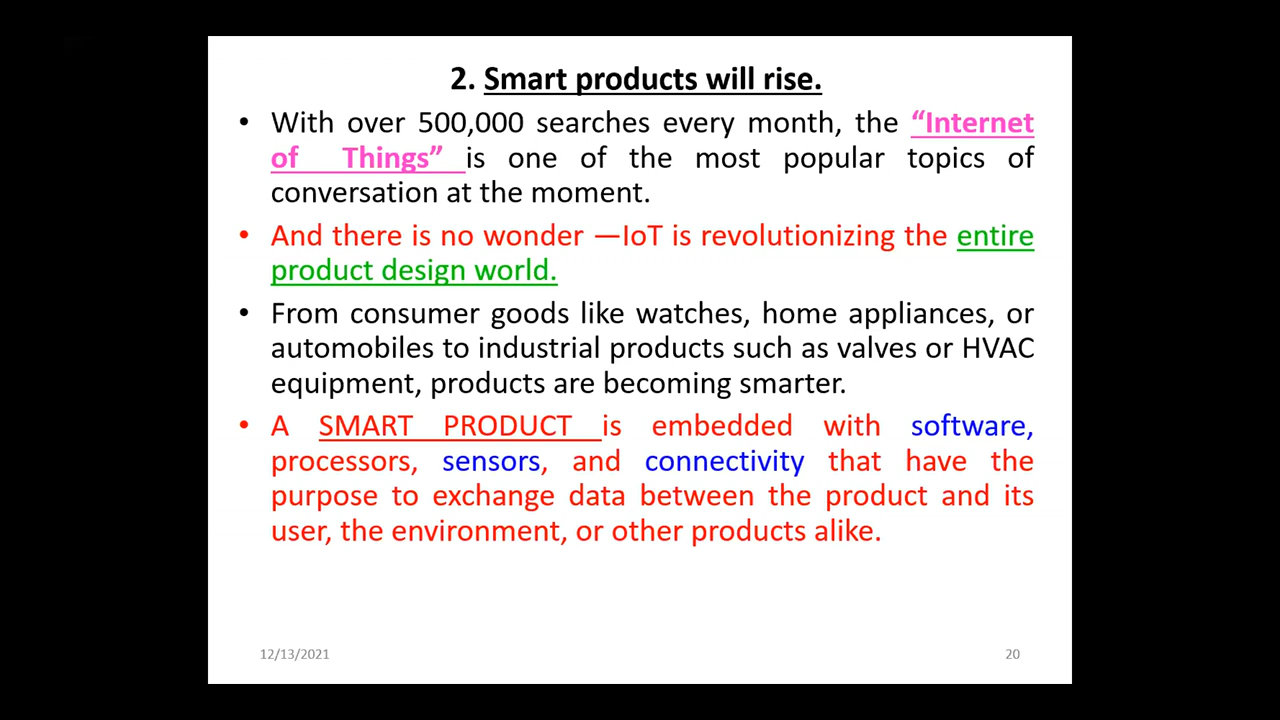 2. Smart products will rise.
• With over 500,000 searches every month, the “Internet
of Things” is one of the most popular topics of
conversation at the moment.
• And there is no wonder —IoT is revolutionizing the entire
product design world.
• From consumer goods like watches, home appliances, or
automobiles to industrial products such as valves or HVAC
equipment, products are becoming smarter.
• A SMART PRODUCT is embedded with software,
processors, sensors, and connectivity that have the
purpose to exchange data between the product and its
user, the environment, or other products alike.
12/13/2021
20